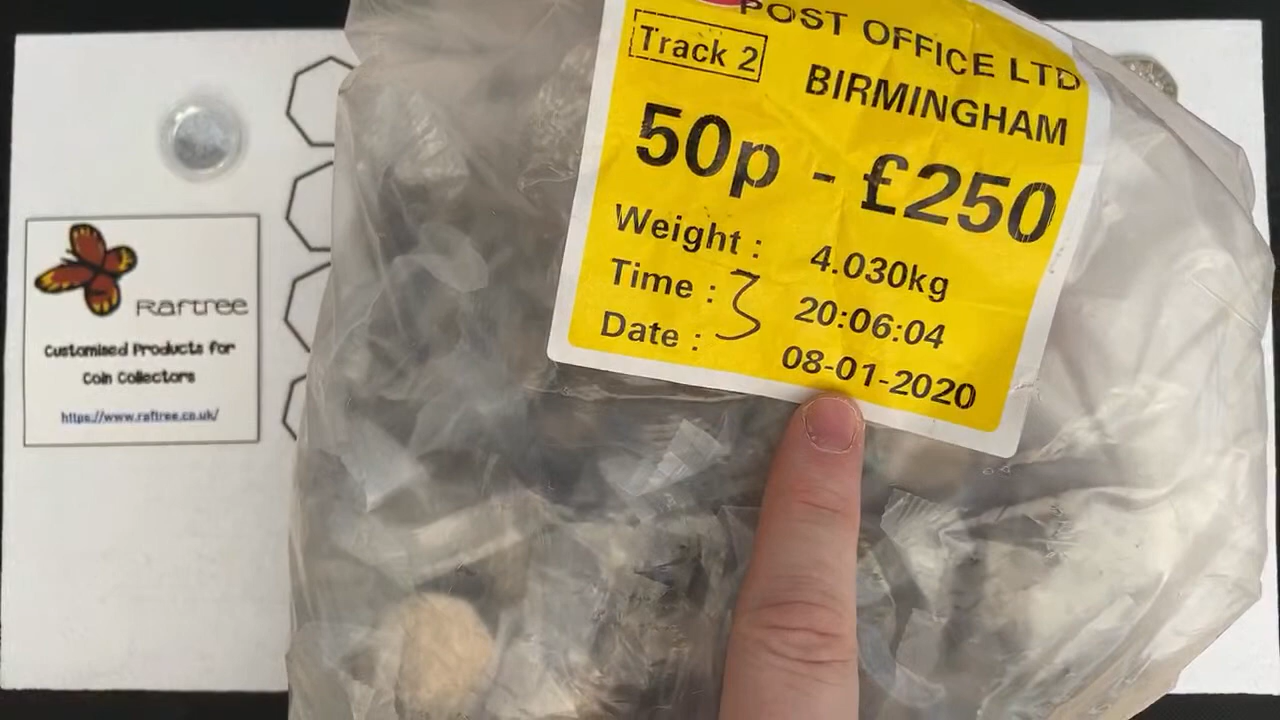 POST OFFICE LTD
Track 2
BIRMINGHAM
50p - £250
Weight : 4.030kg
Time : 20:06:04
3
Date : 08-01-2020
Raftree
Customised Products for
Coin Collectors
https://www.raftree.co.uk/